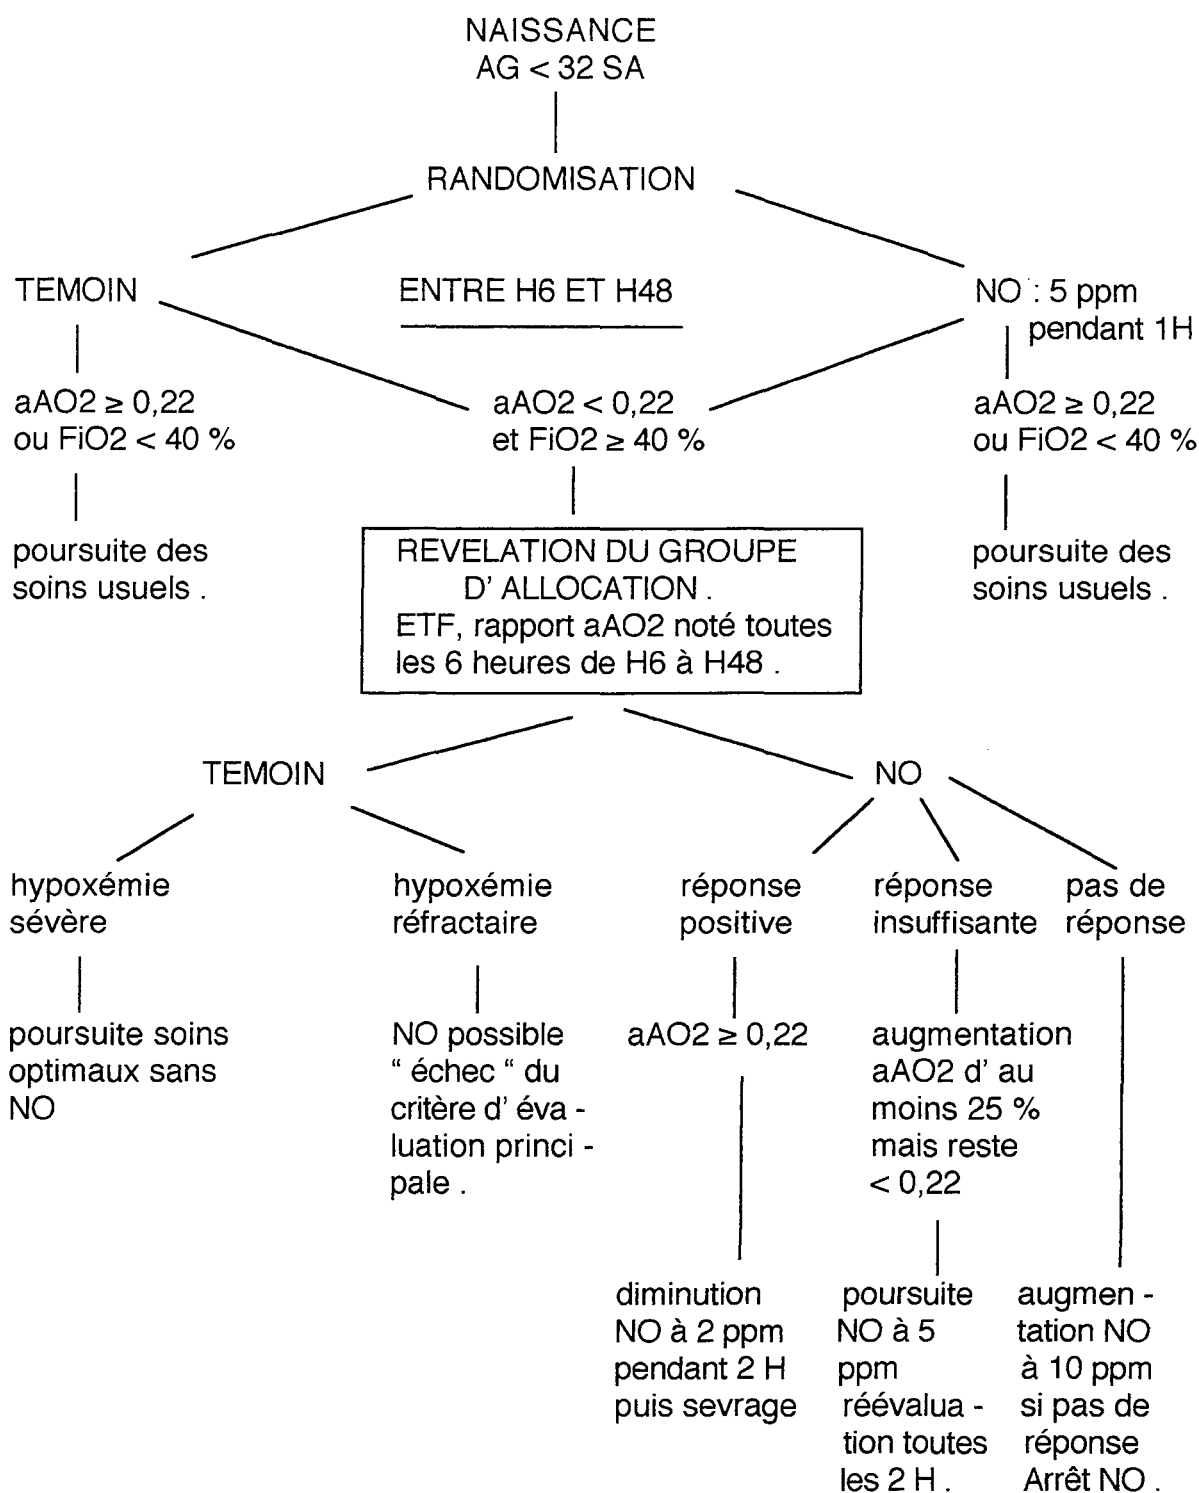 NAISSANCE
AG < 32 SA
RANDOMISATION
TEMOIN
ENTRE H6 ET H48
NO : 5 ppm
pendant 1H
aAO2 ≥ 0,22
ou FiO2 < 40 %
aAO2 < 0,22
et FiO2 ≥ 40 %
aAO2 ≥ 0,22
ou FiO2 < 40 %
poursuite des
soins usuels .
REVELATION DU GROUPE
D' ALLOCATION .
ETF, rapport aAO2 noté toutes
les 6 heures de H6 à H48 .
poursuite des
soins usuels .
TEMOIN
NO
hypoxémie
sévère
hypoxémie
réfractaire
réponse
positive
réponse
insuffisante
pas de
réponse
poursuite soins
optimaux sans
NO
NO possible
“ échec “ du
critère d' éva -
luation princi -
pale .
aAO2 ≥ 0,22
augmentation
aAO2 d' au
moins 25 %
mais reste
< 0,22
diminution
NO à 2 ppm
pendant 2 H
puis sevrage
poursuite
NO à 5
ppm
réévalua -
tion toutes
les 2 H .
augmen -
tation NO
à 10 ppm
si pas de
réponse
Arrêt NO .